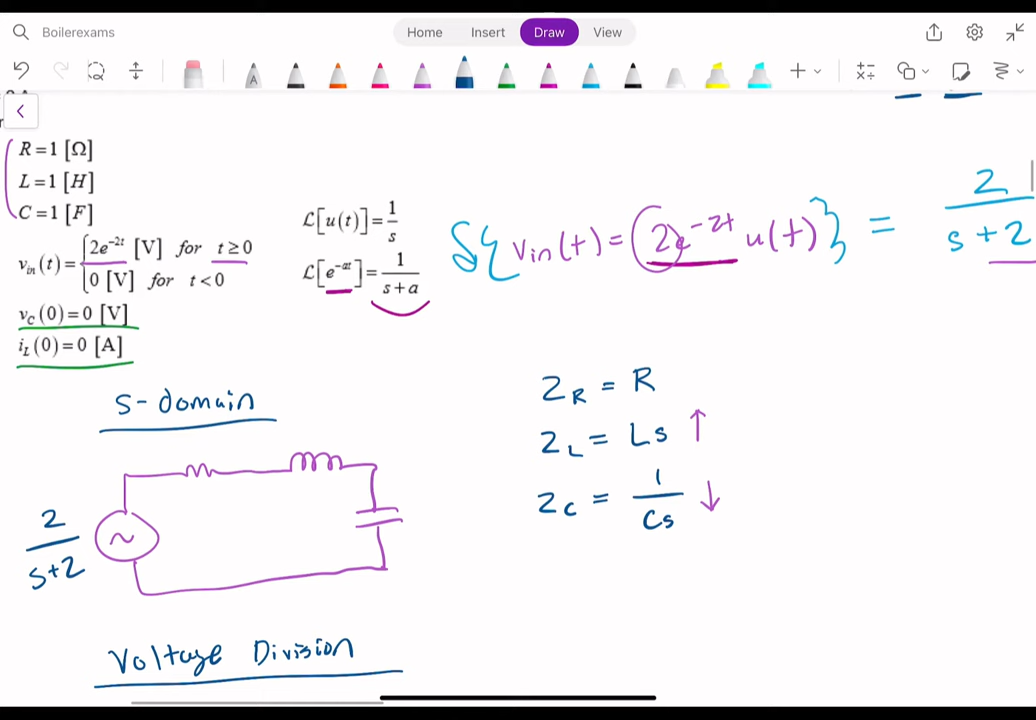 Boilerexams
Home Insert Draw View
R=1 [Ω]
L=1 [H]
C=1 [F]
v_in(t) = { 2e^{-2t} [V] for t≥0
0 [V] for t<0
v_C(0)=0 [V]
i_L(0)=0 [A]
ℒ[u(t)] = 1/s
ℒ[e^{-at}] = 1/(s+a)
ℒ{ v_in(t) = (2e^{-2t} u(t) } = 2/(s+2)
s-domain
2/(s+2)
~
Z_R = R
Z_L = Ls ↑
Z_C = 1/(Cs) ↓
Voltage Division